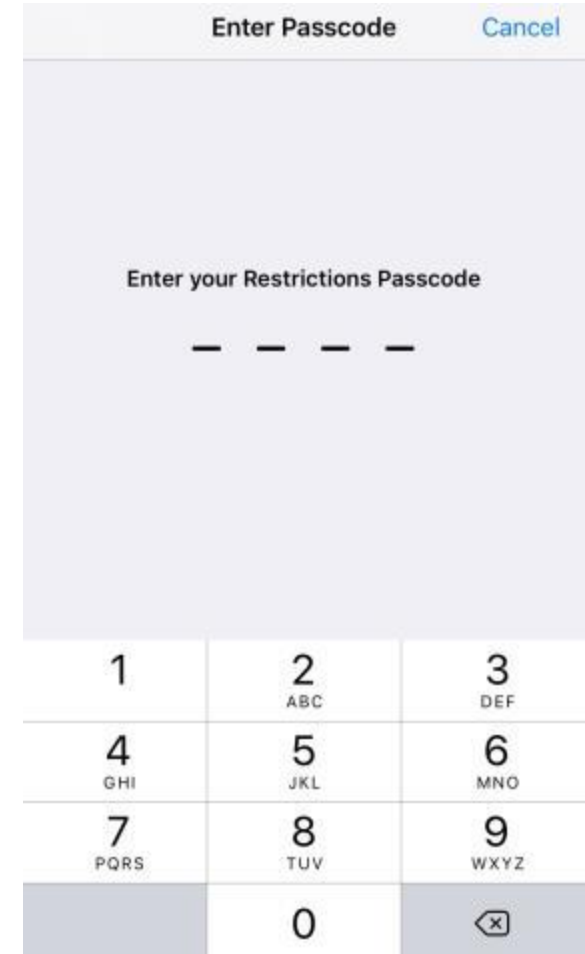 Enter Passcode Cancel
Enter your Restrictions Passcode
1 2 3
ABC DEF
4 5 6
GHI JKL MNO
7 8 9
PQRS TUV WXYZ
0